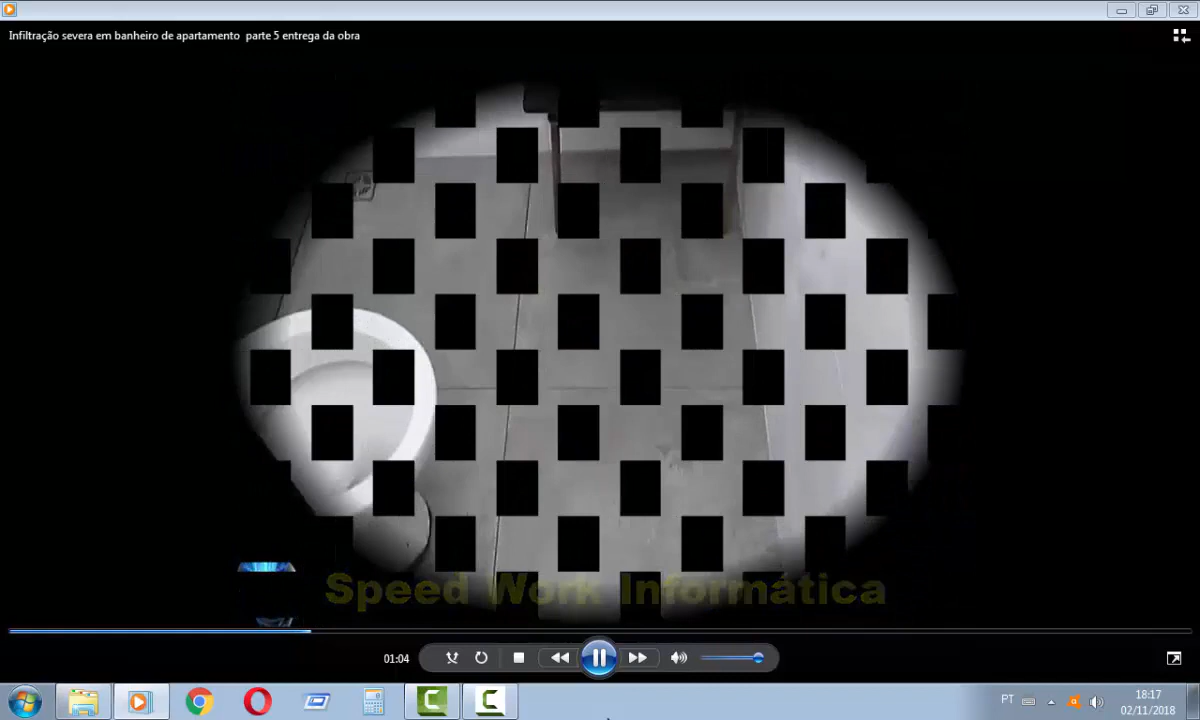 Infiltração severa em banheiro de apartamento parte 5 entrega da obra
Speed Work Informática
01:04
PT
18:17
02/11/2018